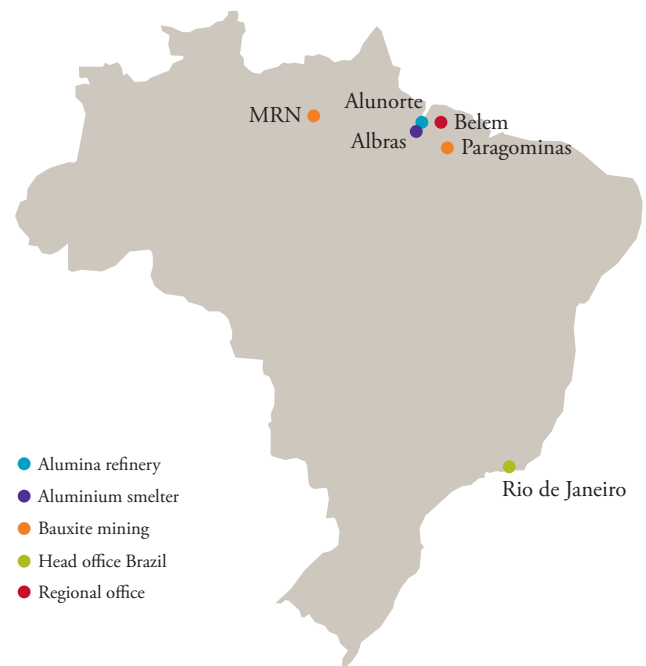 Alunorte
MRN
Belem
Albras
Paragominas
Rio de Janeiro
Alumina refinery
Aluminium smelter
Bauxite mining
Head office Brazil
Regional office